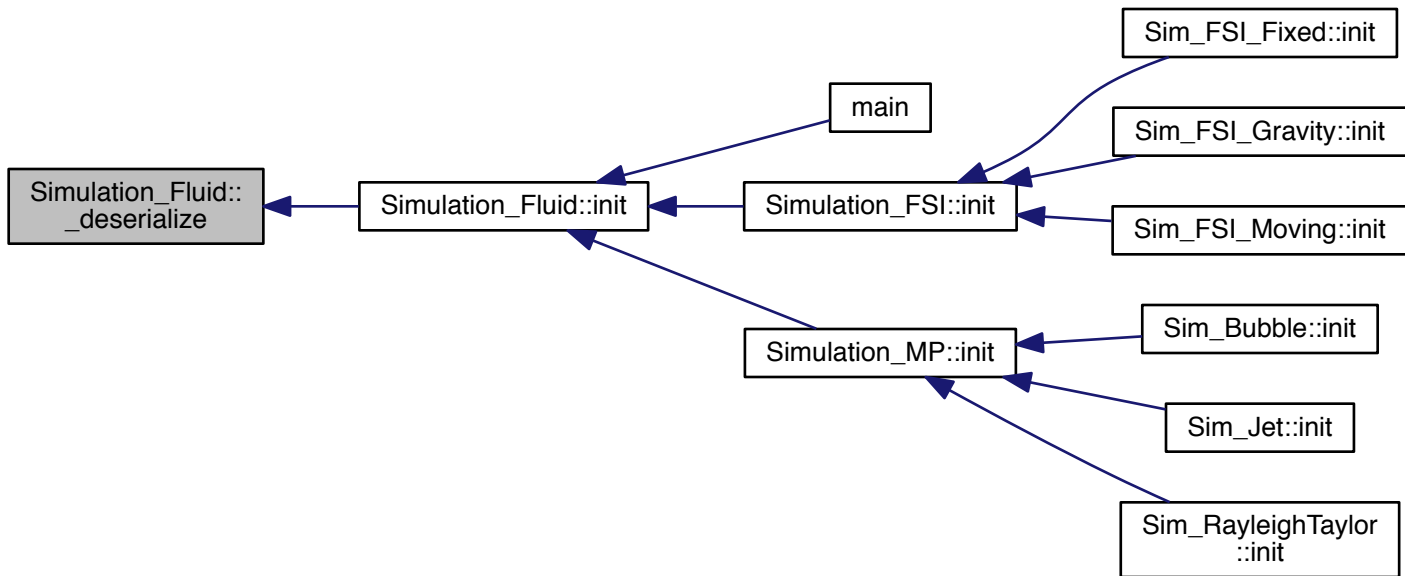 Simulation_Fluid::
_deserialize
Simulation_Fluid::init
main
Simulation_FSI::init
Sim_FSI_Fixed::init
Sim_FSI_Gravity::init
Sim_FSI_Moving::init
Simulation_MP::init
Sim_Bubble::init
Sim_Jet::init
Sim_RayleighTaylor
::init